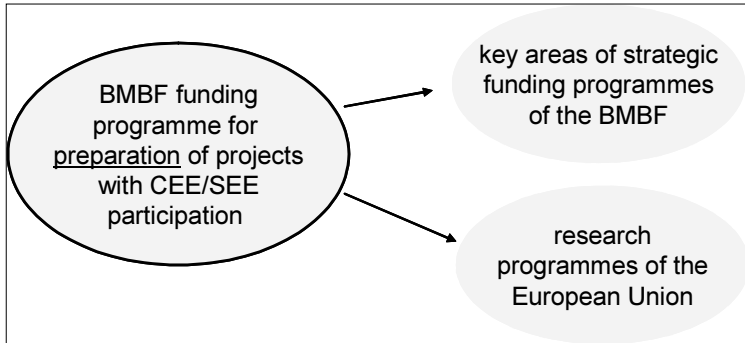 BMBF funding
programme for
preparation of projects
with CEE/SEE
participation
key areas of strategic
funding programmes
of the BMBF
research
programmes of the
European Union